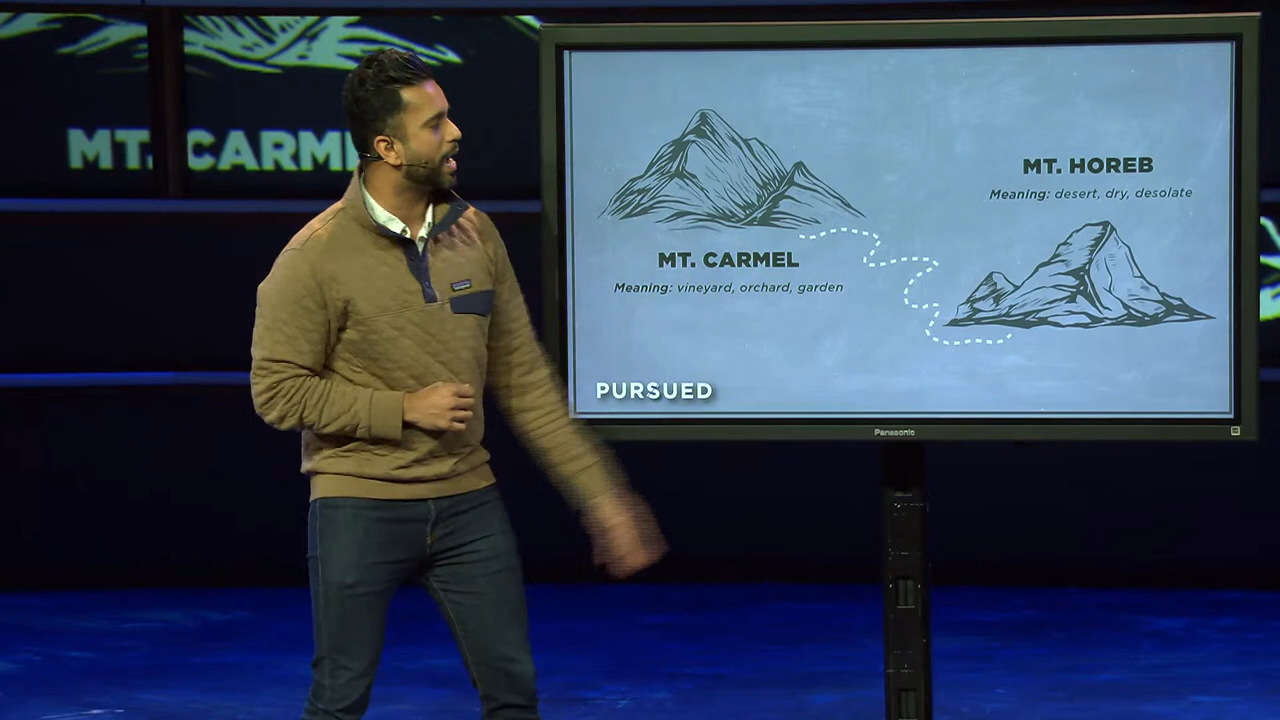 MT. CARMEL
MT. HOREB
Meaning: desert, dry, desolate
MT. CARMEL
Meaning: vineyard, orchard, garden
PURSUED
Panasonic